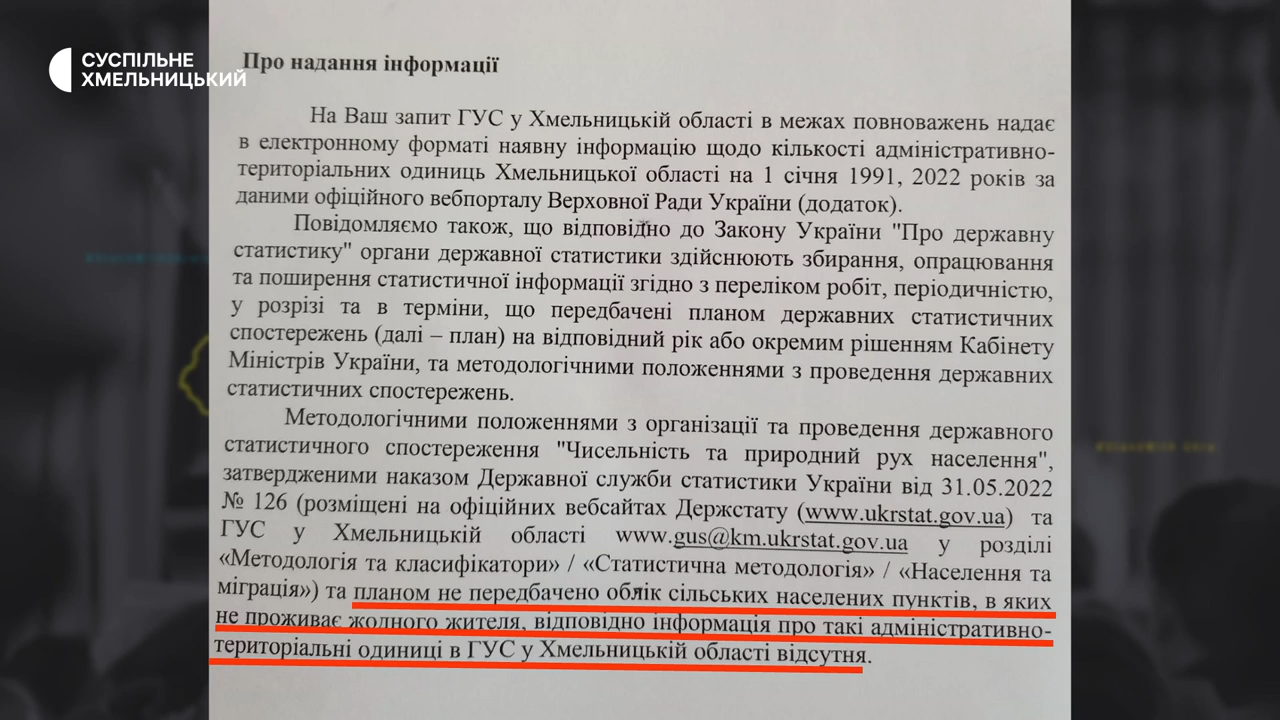 СУСПІЛЬНЕ
ХМЕЛЬНИЦЬКИЙ
Про надання інформації
На Ваш запит ГУС у Хмельницькій області в межах повноважень надає
в електронному форматі наявну інформацію щодо кількості адміністративно-
територіальних одиниць Хмельницької області на 1 січня 1991, 2022 років за
даними офіційного вебпорталу Верховної Ради України (додаток).
Повідомляємо також, що відповідно до Закону України "Про державну
статистику" органи державної статистики здійснюють збирання, опрацювання
та поширення статистичної інформації згідно з переліком робіт, періодичністю,
у розрізі та в терміни, що передбачені планом державних статистичних
спостережень (далі – план) на відповідний рік або окремим рішенням Кабінету
Міністрів України, та методологічними положеннями з проведення державних
статистичних спостережень.
Методологічними положеннями з організації та проведення державного
статистичного спостереження "Чисельність та природний рух населення",
затвердженими наказом Державної служби статистики України від 31.05.2022
№ 126 (розміщені на офіційних вебсайтах Держстату (www.ukrstat.gov.ua) та
ГУС у Хмельницькій області www.gus@km.ukrstat.gov.ua у розділі
«Методологія та класифікатори» / «Статистична методологія» / «Населення та
міграція») та планом не передбачено облік сільських населених пунктів, в яких
не проживає жодного жителя, відповідно інформація про такі адміністративно-
територіальні одиниці в ГУС у Хмельницькій області відсутня.